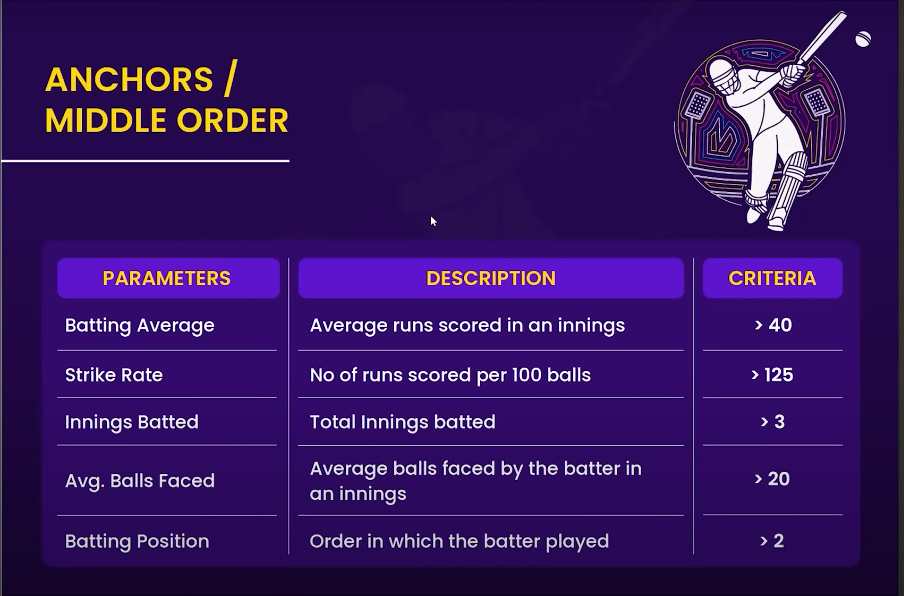 ANCHORS /
MIDDLE ORDER
PARAMETERS DESCRIPTION CRITERIA
Batting Average Average runs scored in an innings > 40
Strike Rate No of runs scored per 100 balls > 125
Innings Batted Total Innings batted > 3
Avg. Balls Faced Average balls faced by the batter in
an innings > 20
Batting Position Order in which the batter played > 2